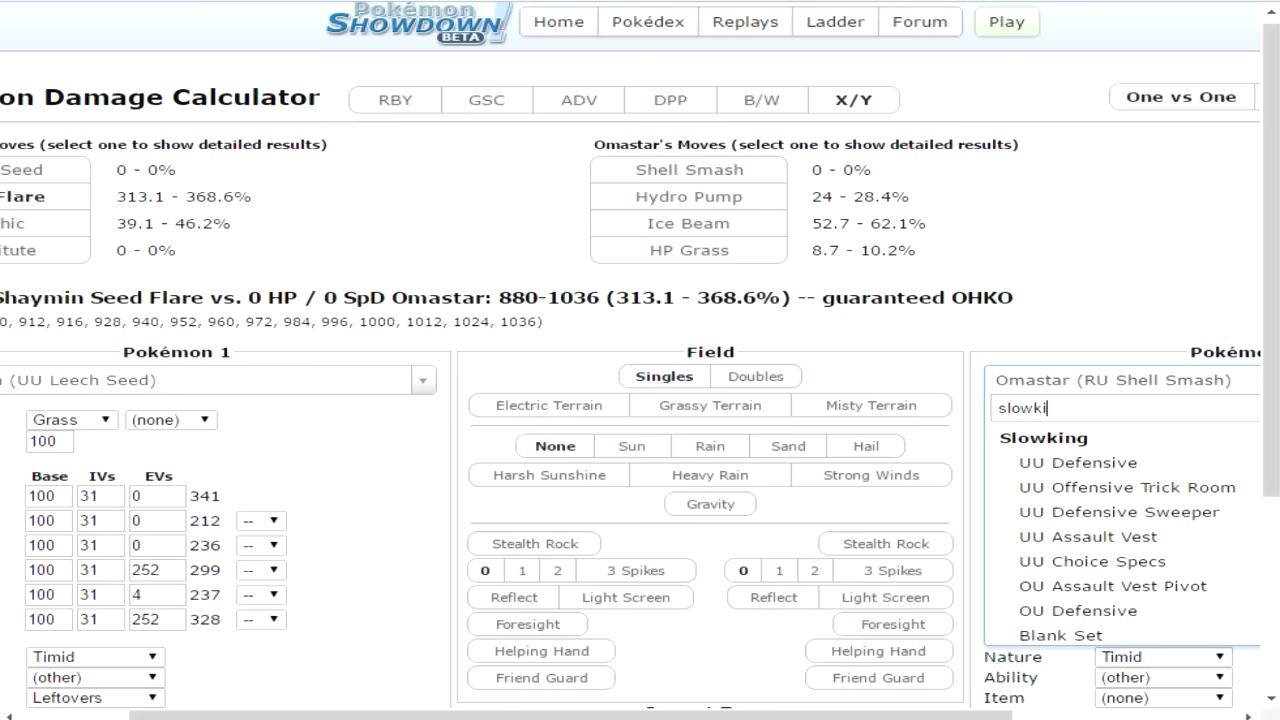 Pokémon
SHOWDOWN!
BETA
Home Pokédex Replays Ladder Forum Play
on Damage Calculator RBY GSC ADV DPP B/W X/Y One vs One
oves (select one to show detailed results) Omastar's Moves (select one to show detailed results)
Seed 0 - 0% Shell Smash 0 - 0%
Flare 313.1 - 368.6% Hydro Pump 24 - 28.4%
hic 39.1 - 46.2% Ice Beam 52.7 - 62.1%
itute 0 - 0% HP Grass 8.7 - 10.2%
Shaymin Seed Flare vs. 0 HP / 0 SpD Omastar: 880-1036 (313.1 - 368.6%) -- guaranteed OHKO
0, 912, 916, 928, 940, 952, 960, 972, 984, 996, 1000, 1012, 1024, 1036)
Pokémon 1 Field Pokémo
(UU Leech Seed) Singles Doubles Omastar (RU Shell Smash)
Grass (none) Electric Terrain Grassy Terrain Misty Terrain slowki
100
None Sun Rain Sand Hail Slowking
Base IVs EVs Harsh Sunshine Heavy Rain Strong Winds UU Defensive
100 31 0 341 Gravity UU Offensive Trick Room
100 31 0 212 -- UU Defensive Sweeper
100 31 0 236 -- Stealth Rock Stealth Rock UU Assault Vest
100 31 252 299 -- 0 1 2 3 Spikes 0 1 2 3 Spikes UU Choice Specs
100 31 4 237 -- Reflect Light Screen Reflect Light Screen OU Assault Vest Pivot
100 31 252 328 -- Foresight Foresight OU Defensive
Helping Hand Helping Hand Blank Set
Timid Nature Timid
(other) Friend Guard Friend Guard Ability (other)
Leftovers Item (none)